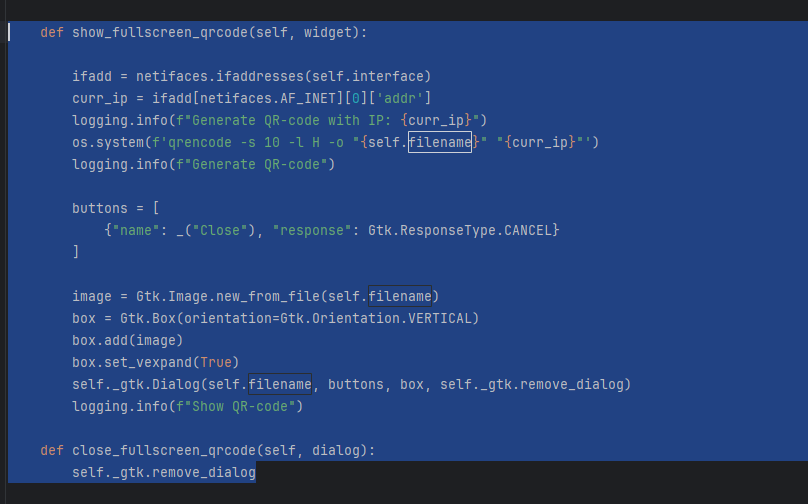 def show_fullscreen_qrcode(self, widget):
ifadd = netifaces.ifaddresses(self.interface)
curr_ip = ifadd[netifaces.AF_INET][0]['addr']
logging.info(f"Generate QR-code with IP: {curr_ip}")
os.system(f'qrencode -s 10 -l H -o "{self.filename}" "{curr_ip}"')
logging.info(f"Generate QR-code")
buttons = [
{"name": _("Close"), "response": Gtk.ResponseType.CANCEL}
]
image = Gtk.Image.new_from_file(self.filename)
box = Gtk.Box(orientation=Gtk.Orientation.VERTICAL)
box.add(image)
box.set_vexpand(True)
self._gtk.Dialog(self.filename, buttons, box, self._gtk.remove_dialog)
logging.info(f"Show QR-code")
def close_fullscreen_qrcode(self, dialog):
self._gtk.remove_dialog